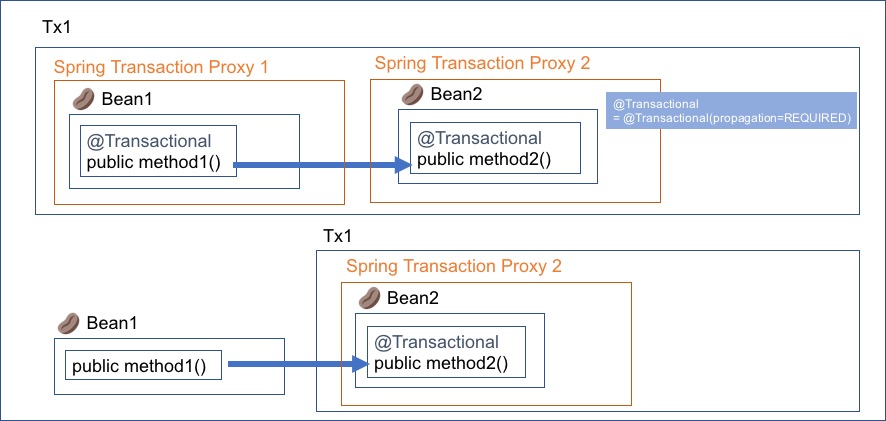 Tx1
Spring Transaction Proxy 1
Spring Transaction Proxy 2
Bean1
Bean2
@Transactional
= @Transactional(propagation=REQUIRED)
@Transactional
public method1()
@Transactional
public method2()
Tx1
Spring Transaction Proxy 2
Bean2
Bean1
@Transactional
public method2()
public method1()